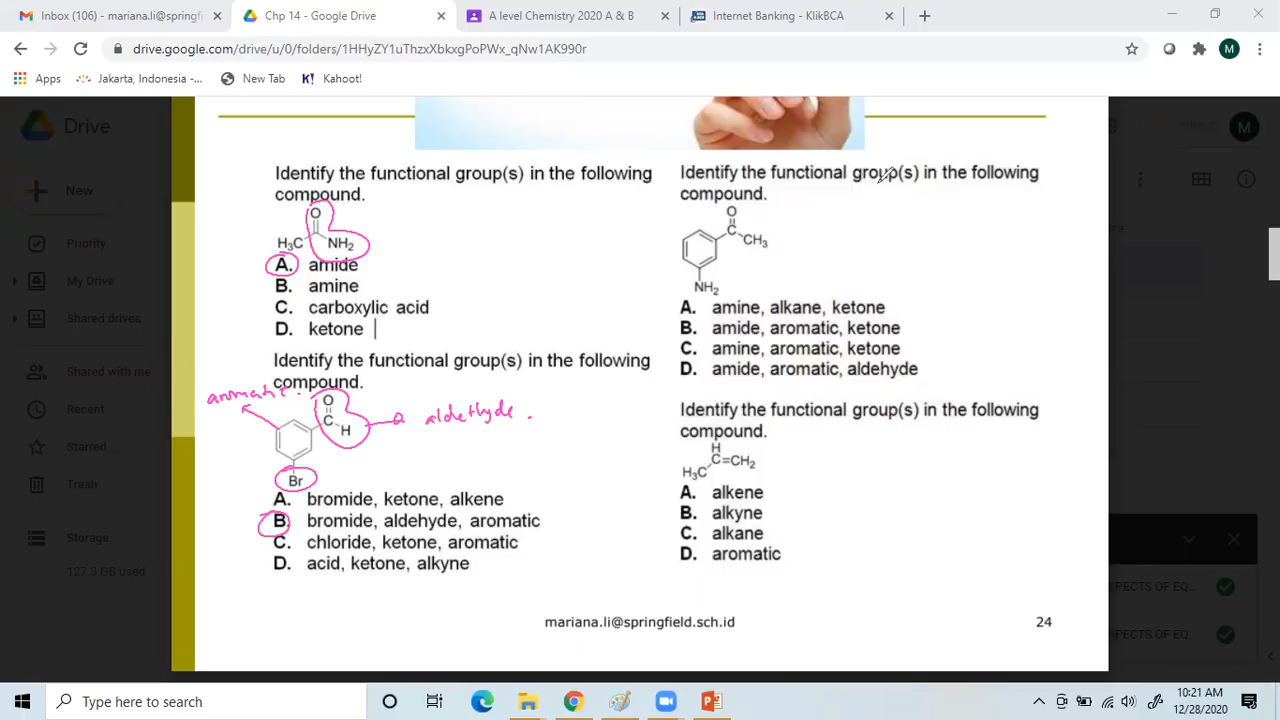 Inbox (106) - mariana.li@springf
Chp 14 - Google Drive
A level Chemistry 2020 A & B
Internet Banking - KlikBCA
drive.google.com/drive/u/0/folders/1HHyZY1uThzxXbkxgPoPWx_qNw1AK990r
M
Apps
Jakarta, Indonesia -...
New Tab
Kahoot!
Drive
M
New
Priority
My Drive
Shared drives
Shared with me
Recent
Starred
Trash
Storage
127.3 GB used
Identify the functional group(s) in the following
compound.
O
H3C NH2
A. amide
B. amine
C. carboxylic acid
D. ketone
Identify the functional group(s) in the following
compound.
aromatic.
O
C
H
aldehyde.
Br
A. bromide, ketone, alkene
B. bromide, aldehyde, aromatic
C. chloride, ketone, aromatic
D. acid, ketone, alkyne
Identify the functional group(s) in the following
compound.
O
C
CH3
NH2
A. amine, alkane, ketone
B. amide, aromatic, ketone
C. amine, aromatic, ketone
D. amide, aromatic, aldehyde
Identify the functional group(s) in the following
compound.
H
C=CH2
H3C
A. alkene
B. alkyne
C. alkane
D. aromatic
mariana.li@springfield.sch.id
24
PECTS OF EQ...
PECTS OF EQ...
Type here to search
10:21 AM
12/28/2020